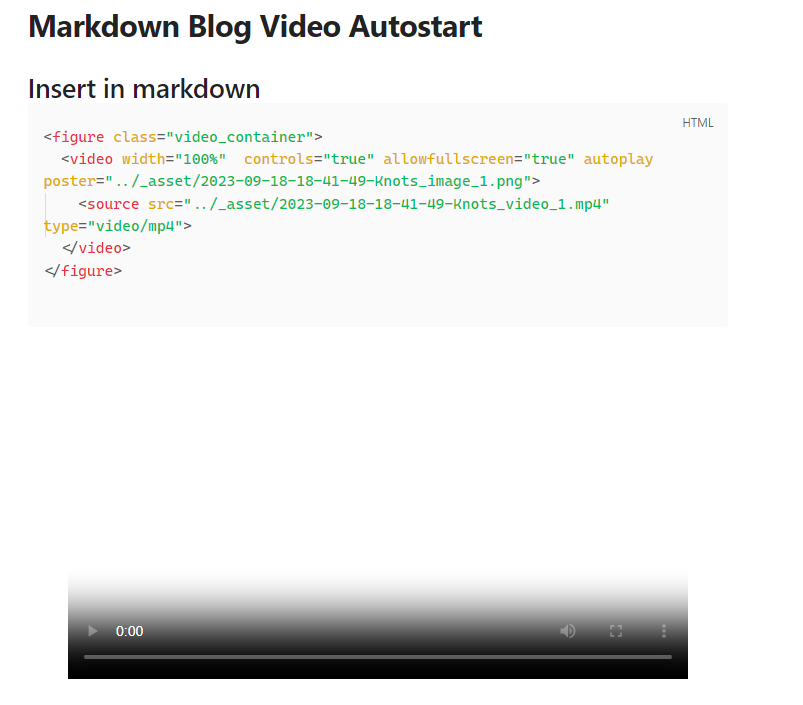 Markdown Blog Video Autostart
Insert in markdown
HTML
<figure class="video_container">
  <video width="100%"  controls="true" allowfullscreen="true" autoplay
poster="../_asset/2023-09-18-18-41-49-Knots_image_1.png">
    <source src="../_asset/2023-09-18-18-41-49-Knots_video_1.mp4"
type="video/mp4">
  </video>
</figure>
0:00